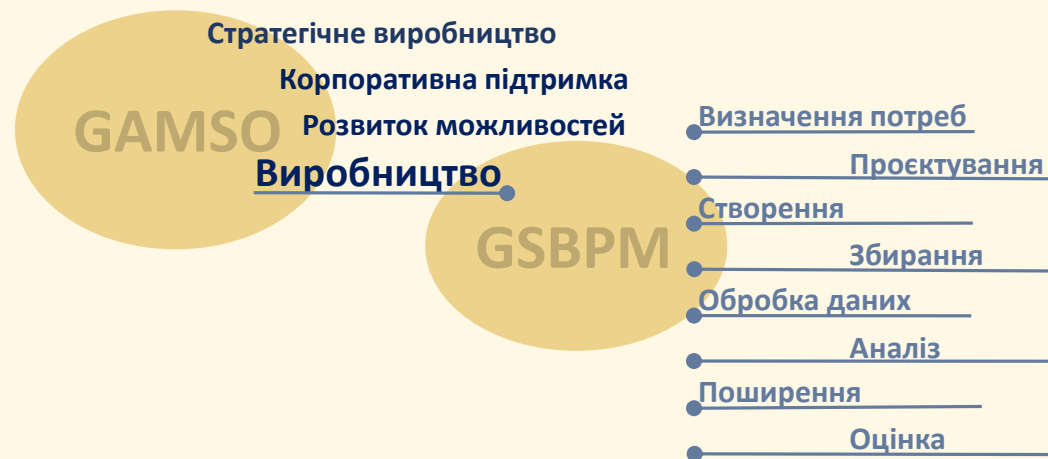 Стратегічне виробництво
Корпоративна підтримка
GAMSO
Розвиток можливостей
Виробництво
GSBPM
Визначення потреб
Проєктування
Створення
Збирання
Обробка даних
Аналіз
Поширення
Оцінка